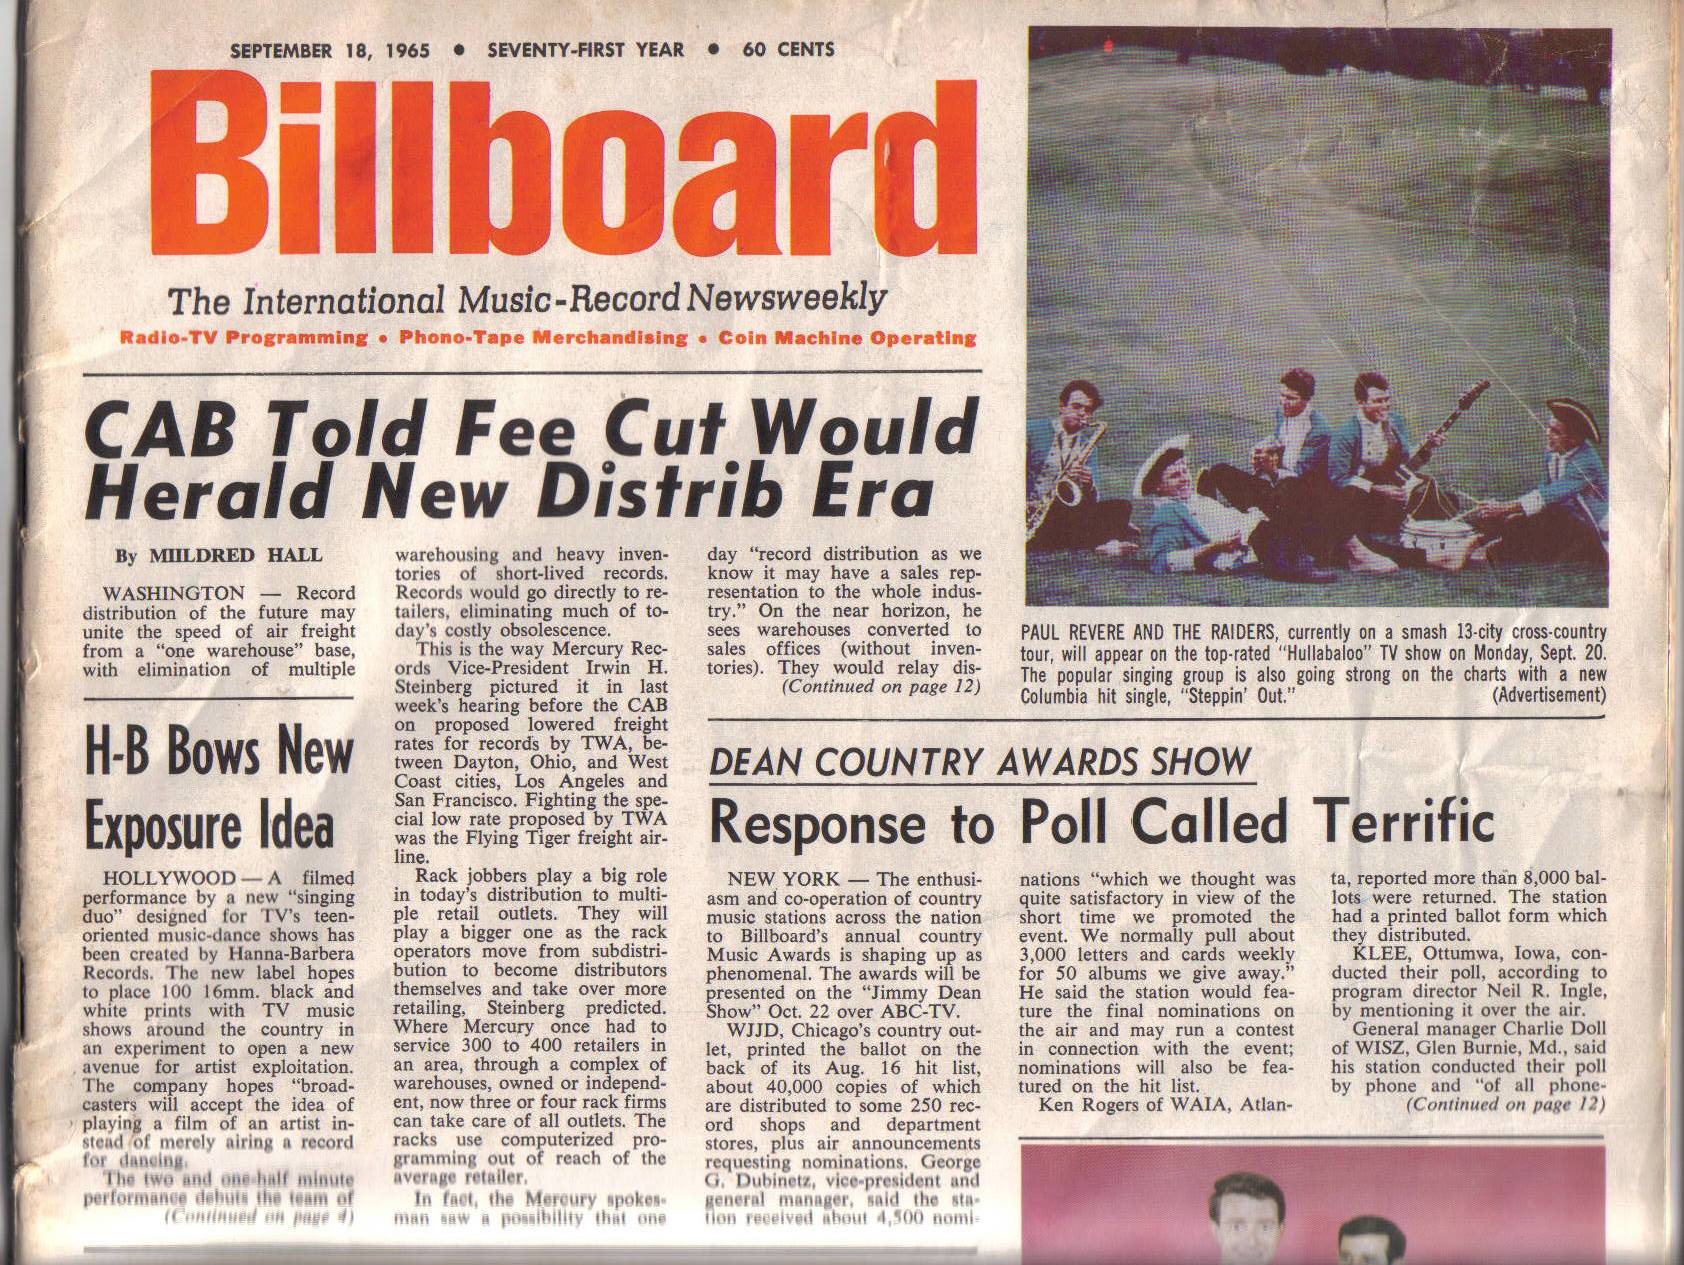 SEPTEMBER 18, 1965 • SEVENTY-FIRST YEAR • 60 CENTS
Billboard
The International Music-Record Newsweekly
Radio-TV Programming • Phono-Tape Merchandising • Coin Machine Operating
CAB Told Fee Cut Would
Herald New Distrib Era
By MIILDRED HALL
WASHINGTON — Record
distribution of the future may
unite the speed of air freight
from a "one warehouse" base,
with elimination of multiple
warehousing and heavy inven-
tories of short-lived records.
Records would go directly to re-
tailers, eliminating much of to-
day's costly obsolescence.
This is the way Mercury Rec-
ords Vice-President Irwin H.
Steinberg pictured it in last
week's hearing before the CAB
on proposed lowered freight
rates for records by TWA, be-
tween Dayton, Ohio, and West
Coast cities, Los Angeles and
San Francisco. Fighting the spe-
cial low rate proposed by TWA
was the Flying Tiger freight air-
line.
Rack jobbers play a big role
in today's distribution to multi-
ple retail outlets. They will
play a bigger one as the rack
operators move from subdistri-
bution to become distributors
themselves and take over more
retailing, Steinberg predicted.
Where Mercury once had to
service 300 to 400 retailers in
an area, through a complex of
warehouses, owned or independ-
ent, now three or four rack firms
can take care of all outlets. The
racks use computerized pro-
gramming out of reach of the
average retailer.
In fact, the Mercury spokes-
man saw a possibility that one
day "record distribution as we
know it may have a sales rep-
resentation to the whole indus-
try." On the near horizon, he
sees warehouses converted to
sales offices (without inven-
tories). They would relay dis-
(Continued on page 12)
H-B Bows New
Exposure Idea
HOLLYWOOD — A filmed
performance by a new "singing
duo" designed for TV's teen-
oriented music-dance shows has
been created by Hanna-Barbera
Records. The new label hopes
to place 100 16mm. black and
white prints with TV music
shows around the country in
an experiment to open a new
avenue for artist exploitation.
The company hopes "broad-
casters will accept the idea of
playing a film of an artist in-
stead of merely airing a record
for dancing.
The two and one-half minute
performance debuts the team of
(Continued on page 4)
PAUL REVERE AND THE RAIDERS, currently on a smash 13-city cross-country
tour, will appear on the top-rated "Hullabaloo" TV show on Monday, Sept. 20.
The popular singing group is also going strong on the charts with a new
Columbia hit single, "Steppin' Out." (Advertisement)
DEAN COUNTRY AWARDS SHOW
Response to Poll Called Terrific
NEW YORK — The enthusi-
asm and co-operation of country
music stations across the nation
to Billboard's annual country
Music Awards is shaping up as
phenomenal. The awards will be
presented on the "Jimmy Dean
Show" Oct. 22 over ABC-TV.
WJJD, Chicago's country out-
let, printed the ballot on the
back of its Aug. 16 hit list,
about 40,000 copies of which
are distributed to some 250 rec-
ord shops and department
stores, plus air announcements
requesting nominations. George
G. Dubinetz, vice-president and
general manager, said the sta-
tion received about 4,500 nomi-
nations "which we thought was
quite satisfactory in view of the
short time we promoted the
event. We normally pull about
3,000 letters and cards weekly
for 50 albums we give away."
He said the station would fea-
ture the final nominations on
the air and may run a contest
in connection with the event;
nominations will also be fea-
tured on the hit list.
Ken Rogers of WAIA, Atlan-
ta, reported more than 8,000 bal-
lots were returned. The station
had a printed ballot form which
they distributed.
KLEE, Ottumwa, Iowa, con-
ducted their poll, according to
program director Neil R. Ingle,
by mentioning it over the air.
General manager Charlie Doll
of WISZ, Glen Burnie, Md., said
his station conducted their poll
by phone and "of all phone-
(Continued on page 12)